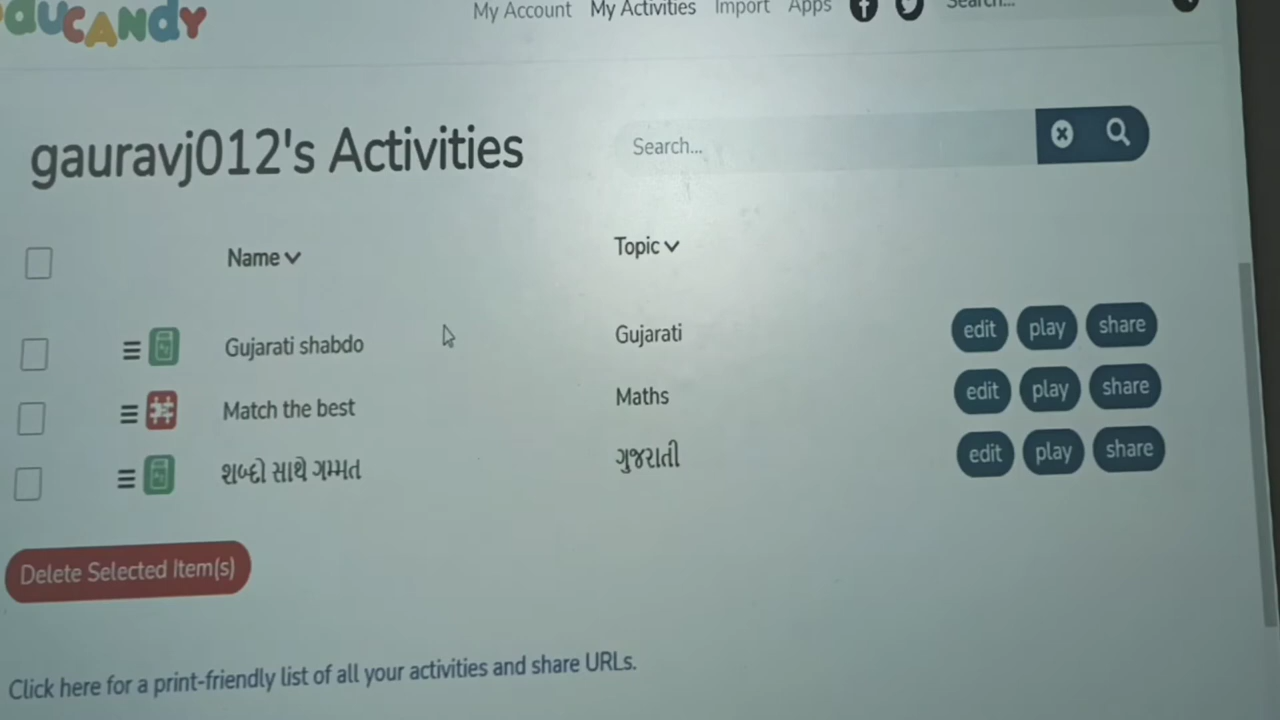 eduCANDY
My Account My Activities Import Apps Search...
gauravj012's Activities
Search...
Name Topic
Gujarati shabdo Gujarati edit play share
Match the best Maths edit play share
શબ્દો સાથે ગમ્મત ગુજરાતી edit play share
Delete Selected Item(s)
Click here for a print-friendly list of all your activities and share URLs.